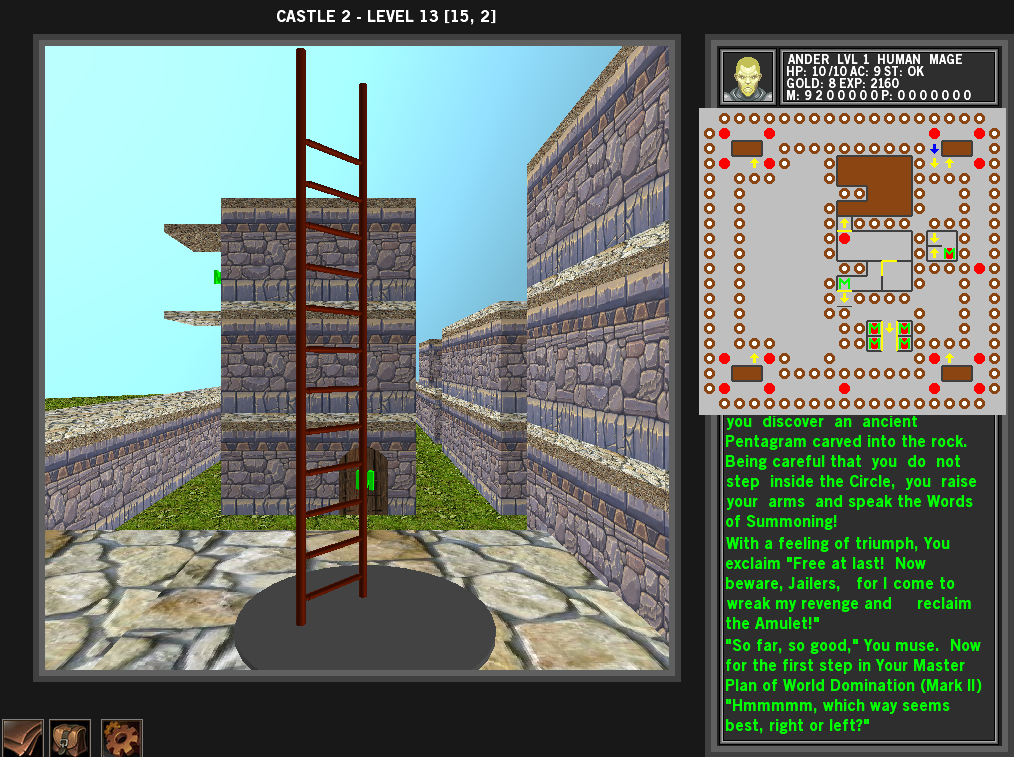 CASTLE 2 - LEVEL 13 [15, 2]
ANDER LVL 1 HUMAN MAGE
HP: 10/10 AC: 9 ST: OK
GOLD: 8 EXP: 2160
M: 9 2 0 0 0 0 0 P: 0 0 0 0 0 0 0
you discover an ancient
Pentagram carved into the rock.
Being careful that you do not
step inside the Circle, you raise
your arms and speak the Words
of Summoning!
With a feeling of triumph, You
exclaim "Free at last! Now
beware, Jailers, for I come to
wreak my revenge and reclaim
the Amulet!"
"So far, so good," You muse. Now
for the first step in Your Master
Plan of World Domination (Mark II)
"Hmmmmm, which way seems
best, right or left?"